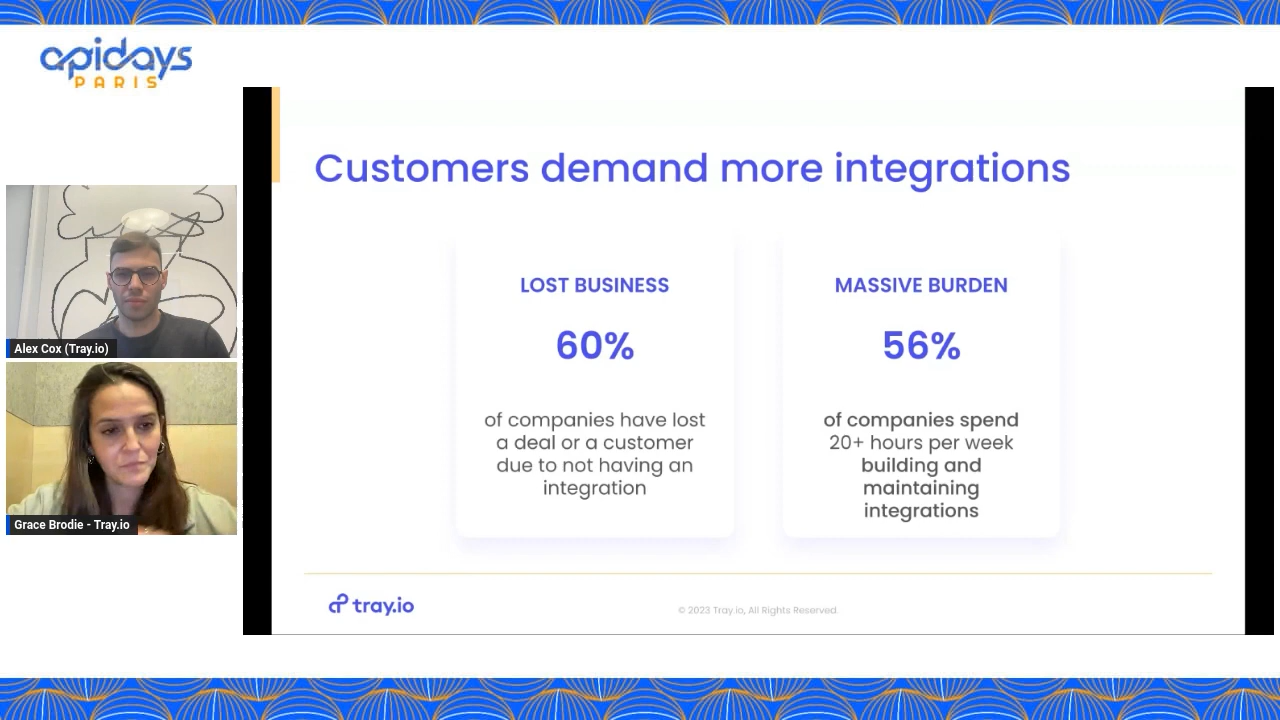 apidays
PARIS
Customers demand more integrations
LOST BUSINESS
60%
of companies have lost
a deal or a customer
due to not having an
integration
MASSIVE BURDEN
56%
of companies spend
20+ hours per week
building and
maintaining
integrations
Alex Cox (Tray.io)
Grace Brodie - Tray.io
tray.io
© 2023 Tray.io, All Rights Reserved.